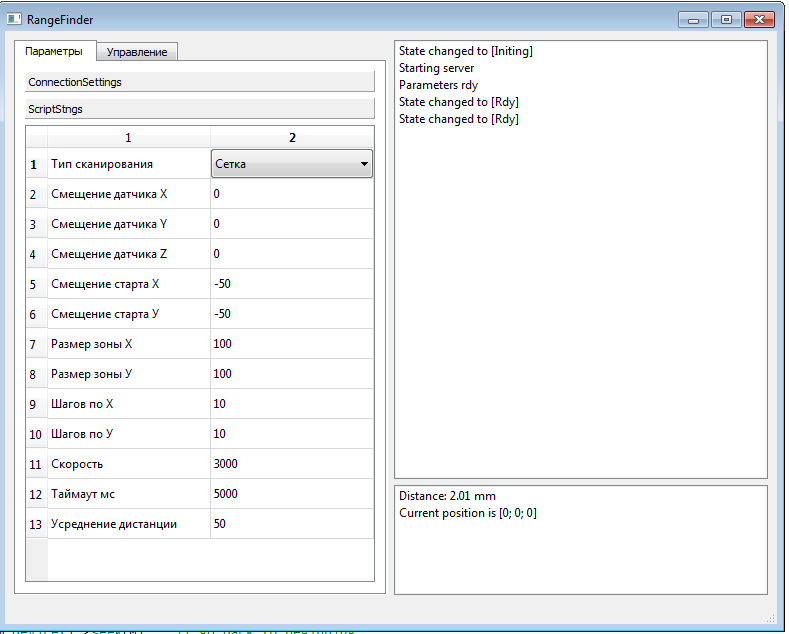 RangeFinder
Параметры Управление
ConnectionSettings
ScriptStngs
1 2
1 Тип сканирования Сетка
2 Смещение датчика X 0
3 Смещение датчика Y 0
4 Смещение датчика Z 0
5 Смещение старта X -50
6 Смещение старта У -50
7 Размер зоны X 100
8 Размер зоны У 100
9 Шагов по X 10
10 Шагов по У 10
11 Скорость 3000
12 Таймаут мс 5000
13 Усреднение дистанции 50
State changed to [Initing]
Starting server
Parameters rdy
State changed to [Rdy]
State changed to [Rdy]
Distance: 2.01 mm
Current position is [0; 0; 0]